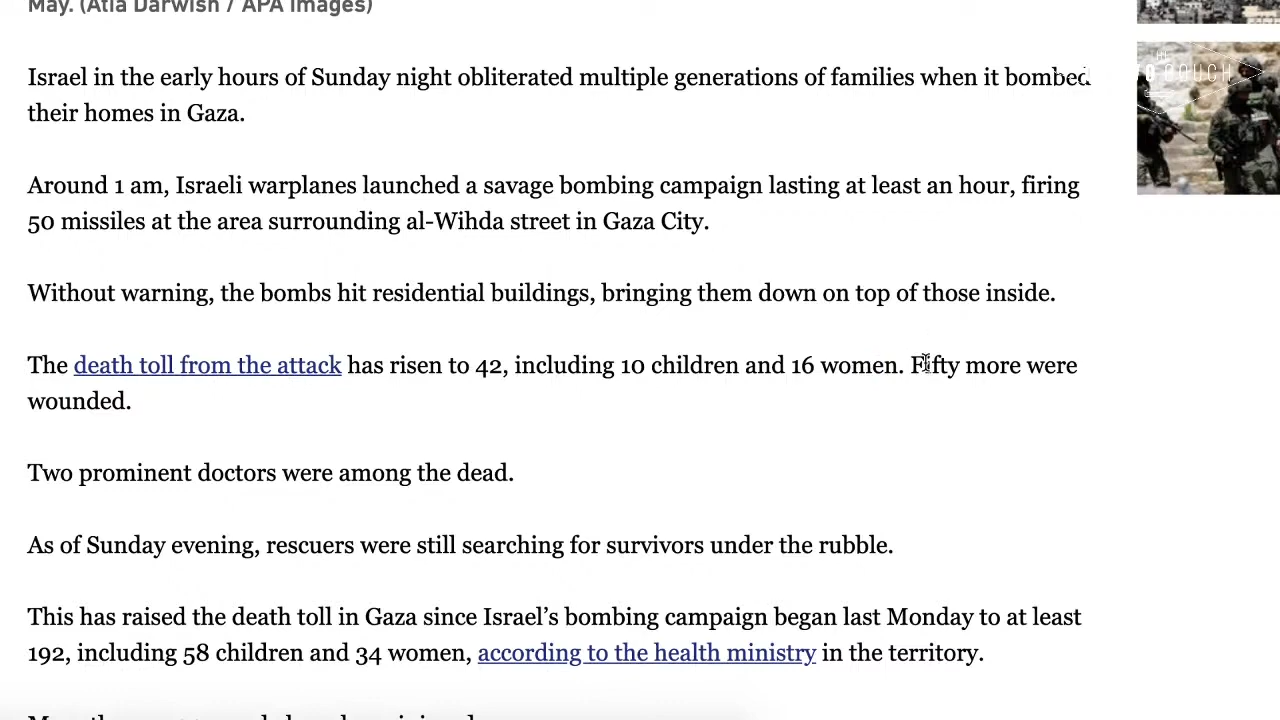 May. (Atia Darwish / APA images)
Israel in the early hours of Sunday night obliterated multiple generations of families when it bombed
their homes in Gaza.
Around 1 am, Israeli warplanes launched a savage bombing campaign lasting at least an hour, firing
50 missiles at the area surrounding al-Wihda street in Gaza City.
Without warning, the bombs hit residential buildings, bringing them down on top of those inside.
The death toll from the attack has risen to 42, including 10 children and 16 women. Fifty more were
wounded.
Two prominent doctors were among the dead.
As of Sunday evening, rescuers were still searching for survivors under the rubble.
This has raised the death toll in Gaza since Israel’s bombing campaign began last Monday to at least
192, including 58 children and 34 women, according to the health ministry in the territory.